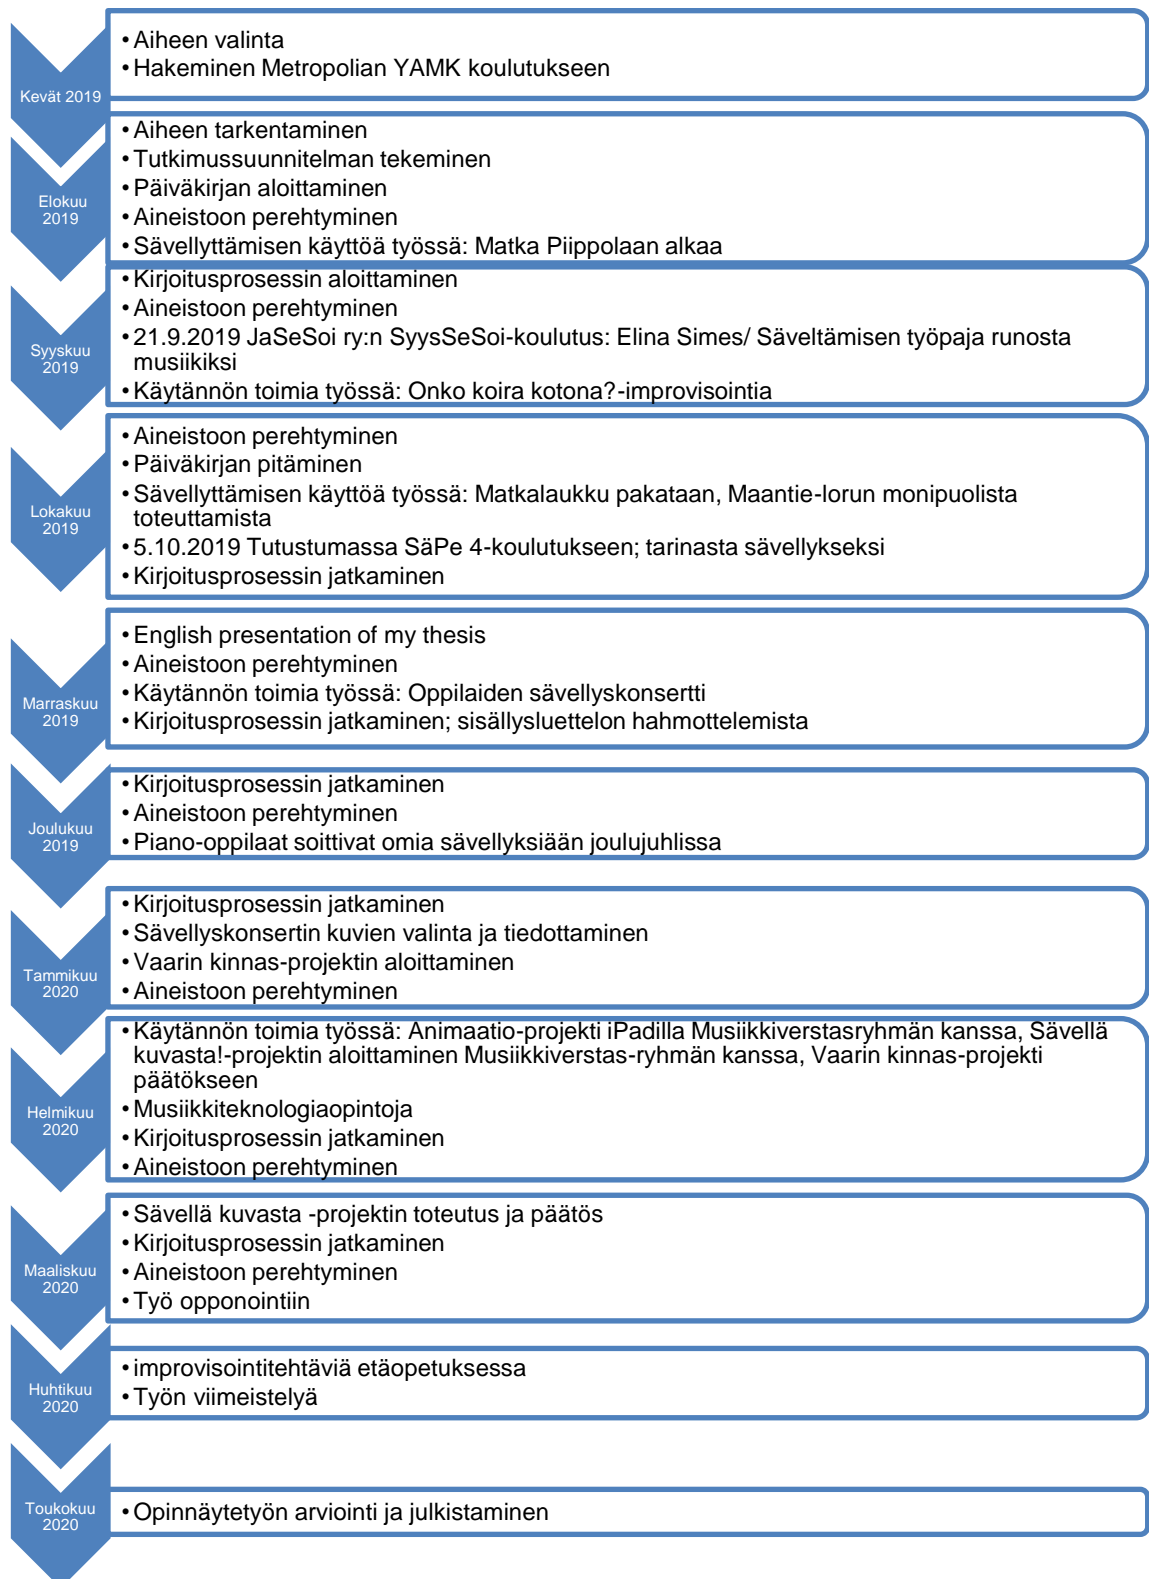 • Aiheen valinta
• Hakeminen Metropolian YAMK koulutukseen
Kevät 2019
• Aiheen tarkentaminen
• Tutkimussuunnitelman tekeminen
• Päiväkirjan aloittaminen
• Aineistoon perehtyminen
• Sävellyttämisen käyttöä työssä: Matka Piippolaan alkaa
Elokuu
2019
• Kirjoitusprosessin aloittaminen
• Aineistoon perehtyminen
• 21.9.2019 JaSeSoi ry:n SyysSeSoi-koulutus: Elina Simes/ Säveltämisen työpaja runosta
musiikiksi
• Käytännön toimia työssä: Onko koira kotona?-improvisointia
Syyskuu
2019
• Aineistoon perehtyminen
• Päiväkirjan pitäminen
• Sävellyttämisen käyttöä työssä: Matkalaukku pakataan, Maantie-lorun monipuolista
toteuttamista
• 5.10.2019 Tutustumassa SäPe 4-koulutukseen; tarinasta sävellykseksi
• Kirjoitusprosessin jatkaminen
Lokakuu
2019
• English presentation of my thesis
• Aineistoon perehtyminen
• Käytännön toimia työssä: Oppilaiden sävellyskonsertti
• Kirjoitusprosessin jatkaminen; sisällysluettelon hahmottelemista
Marraskuu
2019
• Kirjoitusprosessin jatkaminen
• Aineistoon perehtyminen
• Piano-oppilaat soittivat omia sävellyksiään joulujuhlissa
Joulukuu
2019
• Kirjoitusprosessin jatkaminen
• Sävellyskonsertin kuvien valinta ja tiedottaminen
• Vaarin kinnas-projektin aloittaminen
• Aineistoon perehtyminen
Tammikuu
2020
• Käytännön toimia työssä: Animaatio-projekti iPadilla Musiikkiverstasryhmän kanssa, Sävellä
kuvasta!-projektin aloittaminen Musiikkiverstas-ryhmän kanssa, Vaarin kinnas-projekti
päätökseen
• Musiikkiteknologiaopintoja
• Kirjoitusprosessin jatkaminen
• Aineistoon perehtyminen
Helmikuu
2020
• Sävellä kuvasta -projektin toteutus ja päätös
• Kirjoitusprosessin jatkaminen
• Aineistoon perehtyminen
• Työ opponointiin
Maaliskuu
2020
• improvisointitehtäviä etäopetuksessa
• Työn viimeistelyä
Huhtikuu
2020
• Opinnäytetyön arviointi ja julkistaminen
Toukokuu
2020